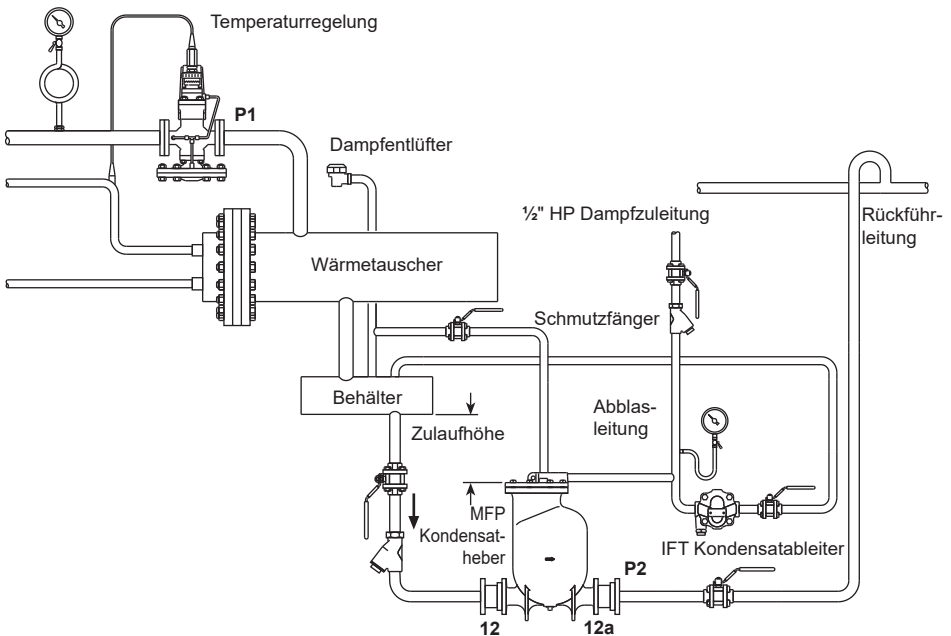 Temperaturregelung
P1
Dampfentlüfter
½" HP Dampfzuleitung
Rückführ-
leitung
Wärmetauscher
Schmutzfänger
Behälter
Zulaufhöhe
Abblas-
leitung
MFP
Kondensat-
heber
IFT Kondensatableiter
P2
12
12a